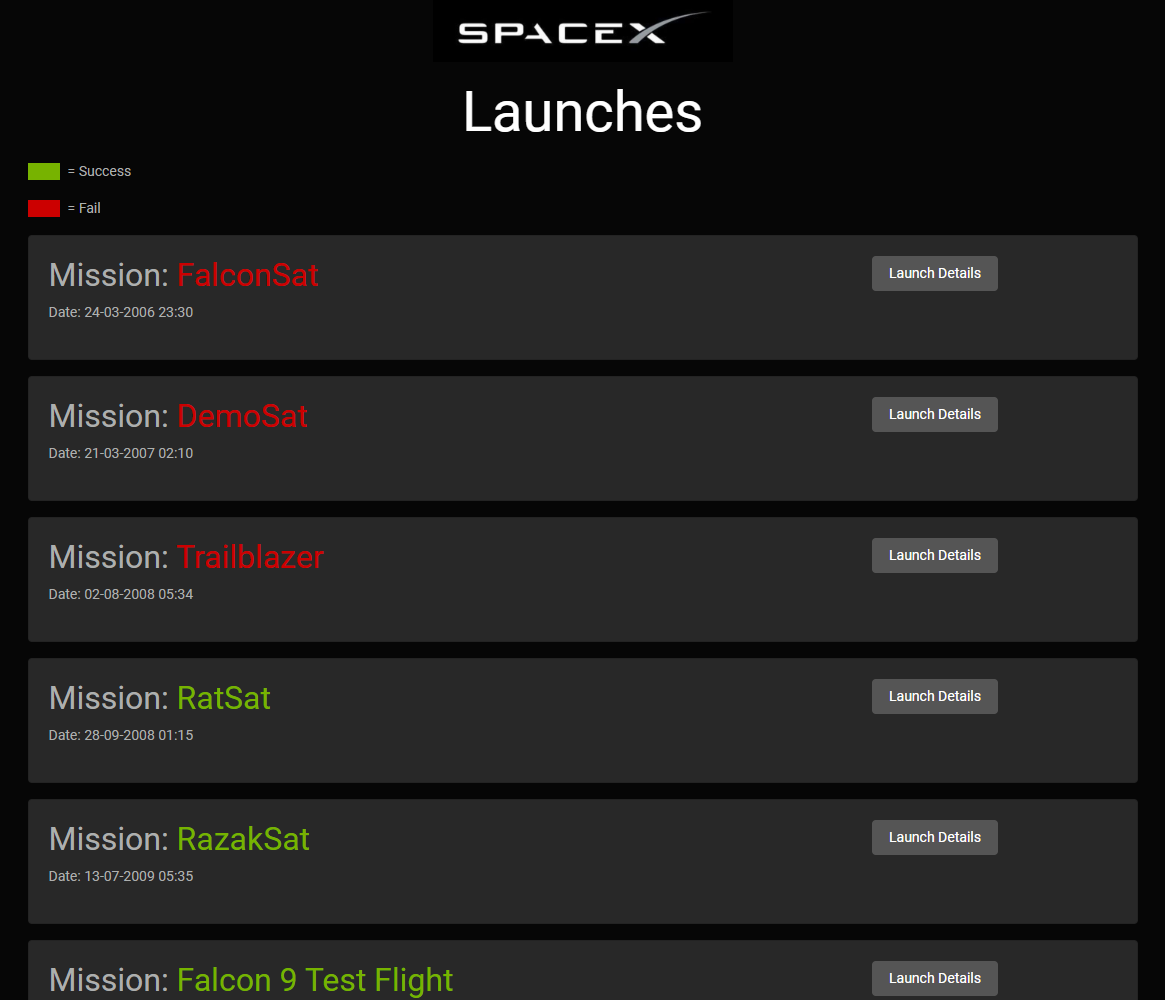 SPACEX
Launches
= Success
= Fail
Mission: FalconSat
Launch Details
Date: 24-03-2006 23:30
Mission: DemoSat
Launch Details
Date: 21-03-2007 02:10
Mission: Trailblazer
Launch Details
Date: 02-08-2008 05:34
Mission: RatSat
Launch Details
Date: 28-09-2008 01:15
Mission: RazakSat
Launch Details
Date: 13-07-2009 05:35
Mission: Falcon 9 Test Flight
Launch Details